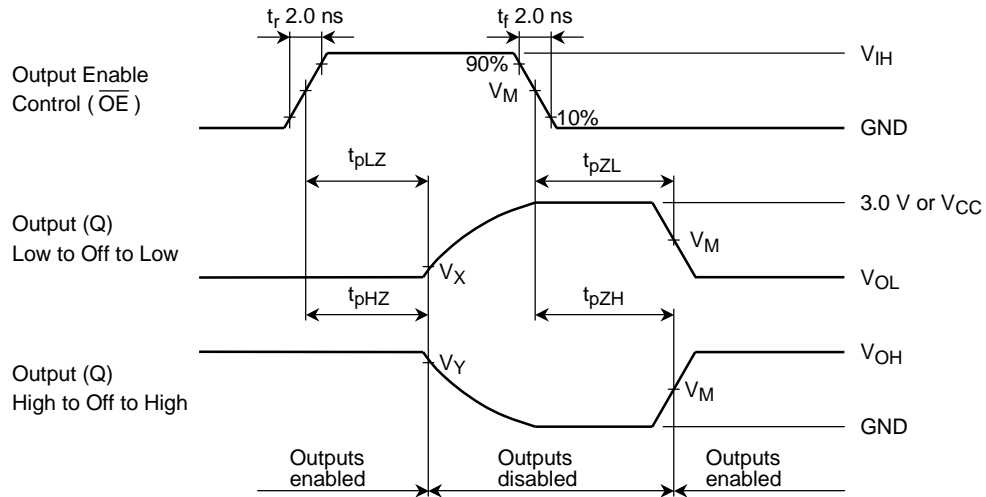 tr 2.0 ns
tf 2.0 ns
Output Enable
Control ( OE )
90%
VM
10%
VIH
GND
tpLZ
tpZL
Output (Q)
Low to Off to Low
VX
VM
3.0 V or VCC
VOL
tpHZ
tpZH
Output (Q)
High to Off to High
VY
VM
VOH
GND
Outputs
enabled
Outputs
disabled
Outputs
enabled